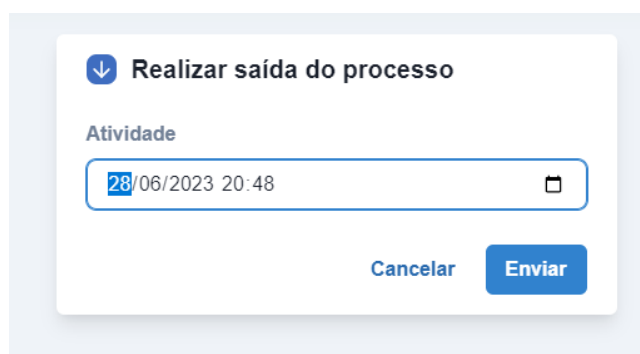 Realizar saída do processo
Atividade
28/06/2023 20:48
Cancelar Enviar